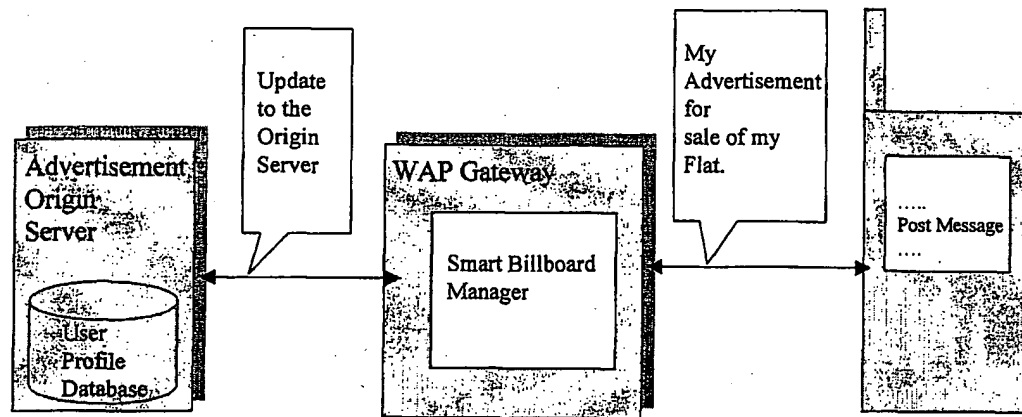 Advertisement
Origin
Server
User
Profile
Database
Update
to the
Origin
Server
WAP Gateway
Smart Billboard
Manager
My
Advertisement
for
sale of my
Flat.
.....
Post Message
....